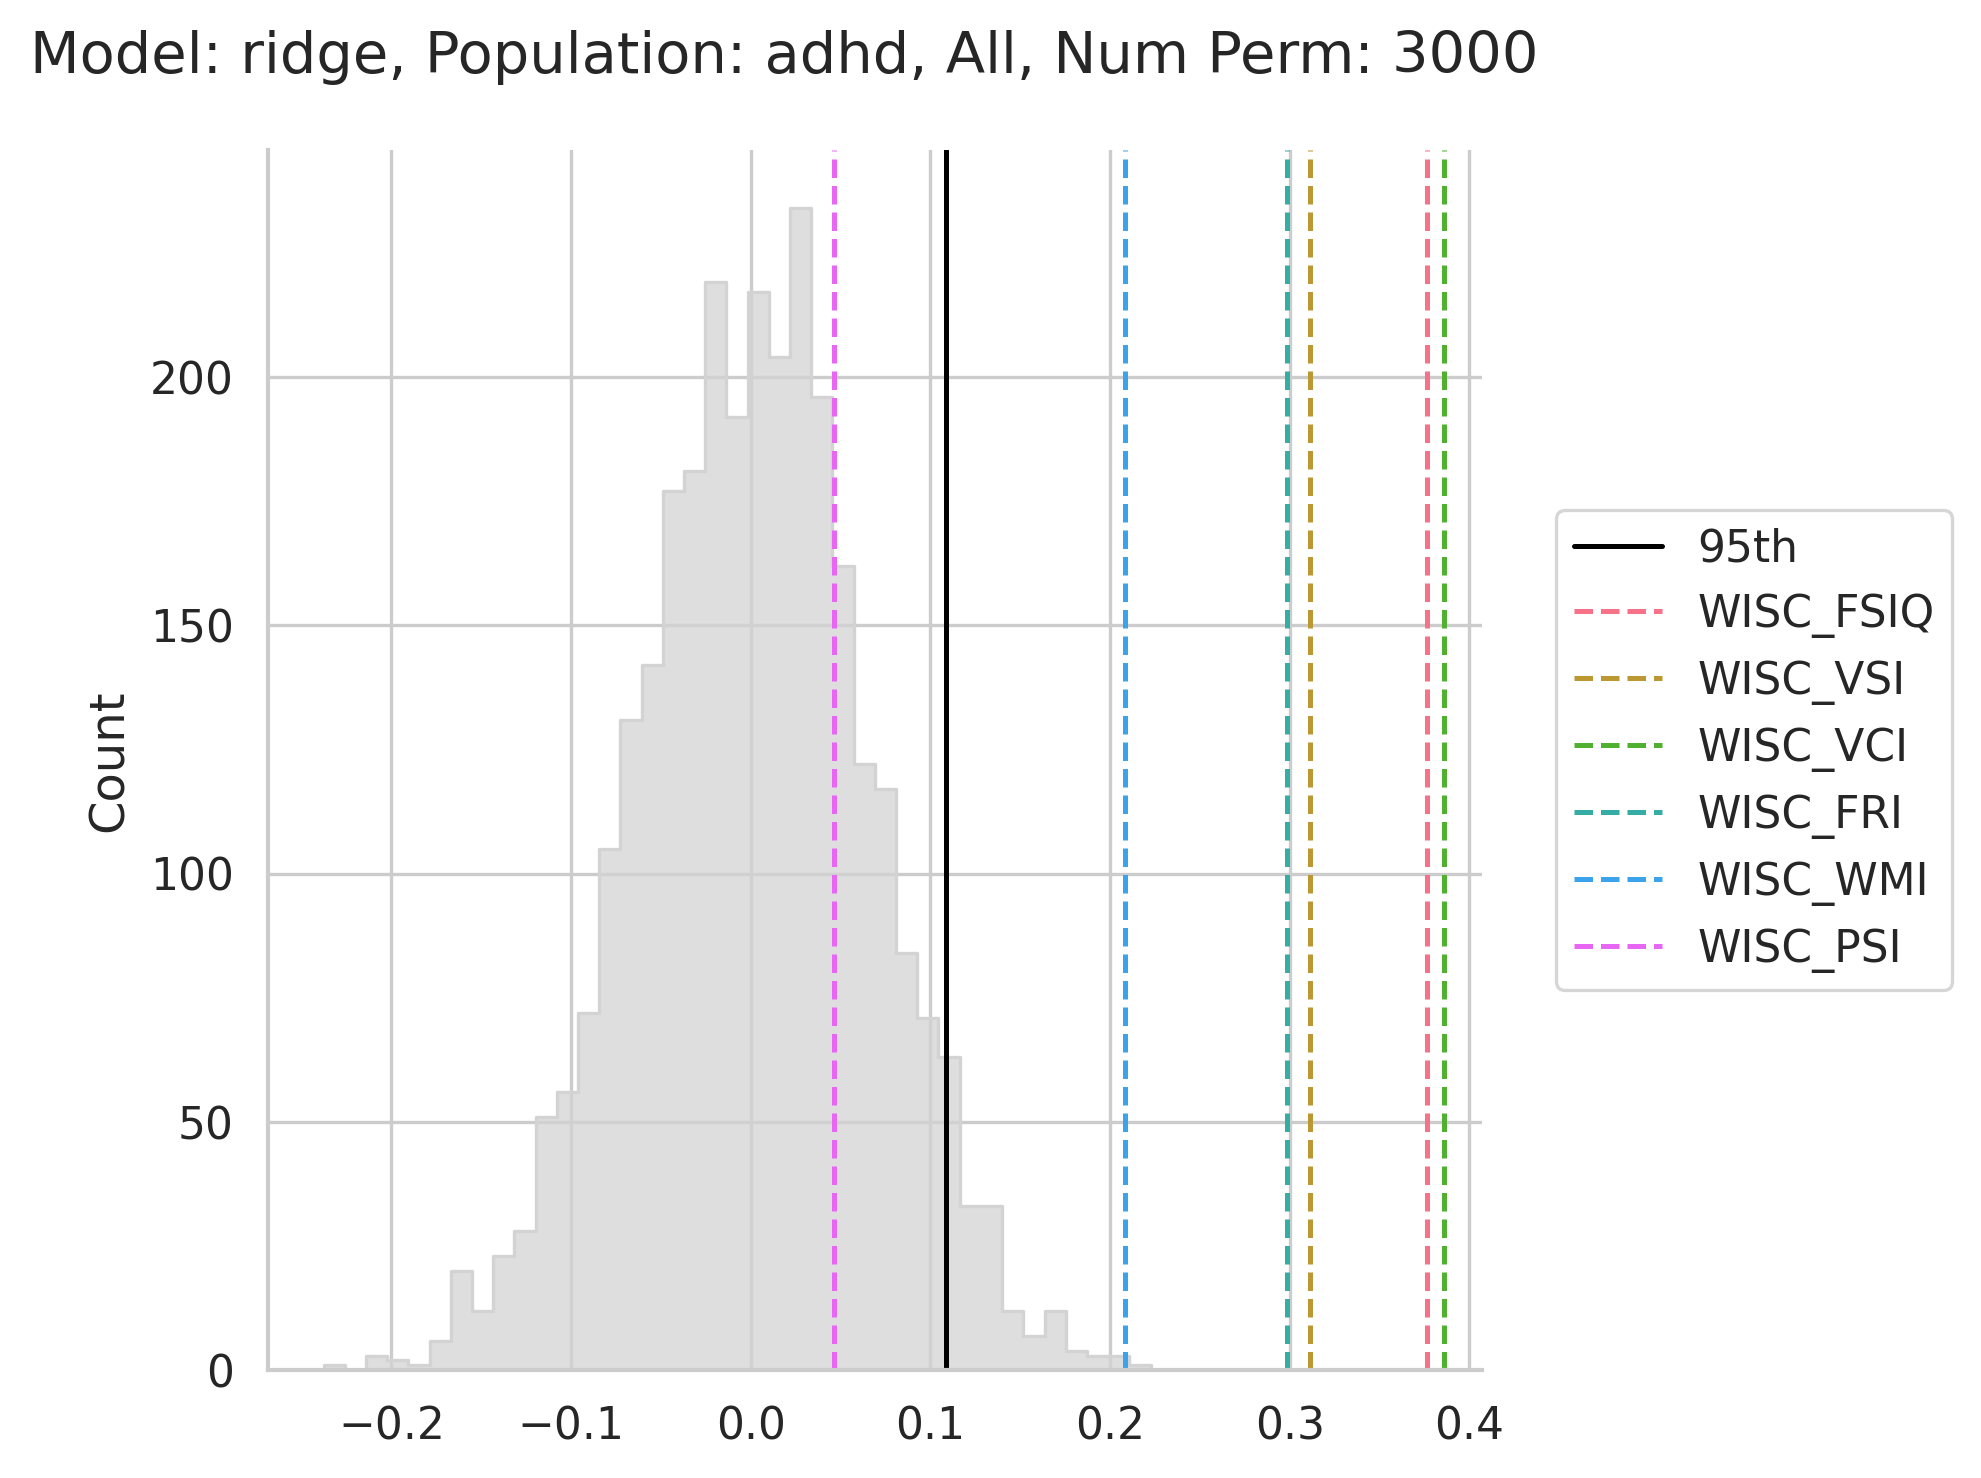 Model: ridge, Population: adhd, All, Num Perm: 3000
Count
200
150
100
50
0
−0.2 −0.1 0.0 0.1 0.2 0.3 0.4
95th
WISC_FSIQ
WISC_VSI
WISC_VCI
WISC_FRI
WISC_WMI
WISC_PSI